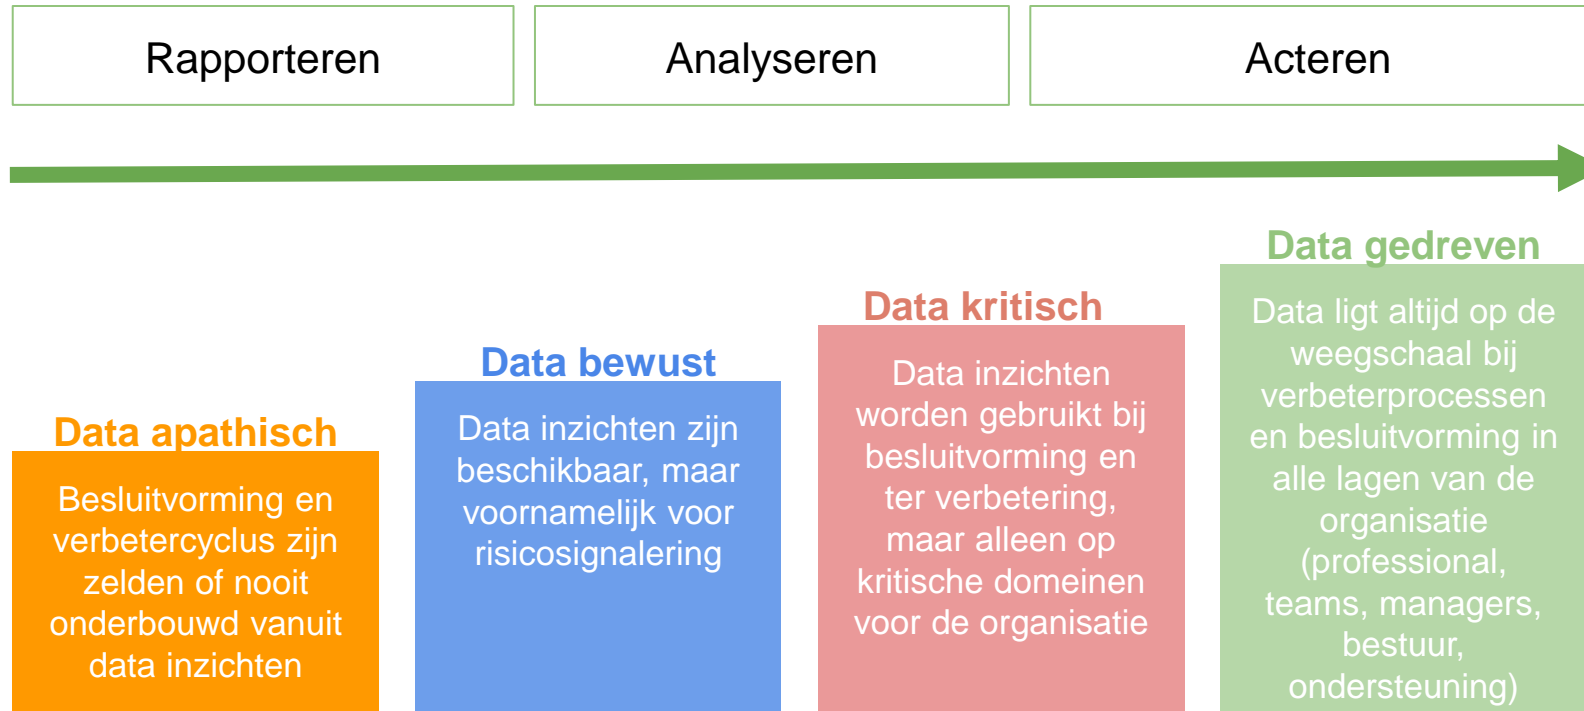 Rapporteren
Analyseren
Acteren
Data apathisch
Besluitvorming en
verbetercyclus zijn
zelden of nooit
onderbouwd vanuit
data inzichten
Data bewust
Data inzichten zijn
beschikbaar, maar
voornamelijk voor
risicosignalering
Data kritisch
Data inzichten
worden gebruikt bij
besluitvorming en
ter verbetering,
maar alleen op
kritische domeinen
voor de organisatie
Data gedreven
Data ligt altijd op de
weegschaal bij
verbeterprocessen
en besluitvorming in
alle lagen van de
organisatie
(professional,
teams, managers,
bestuur,
ondersteuning)